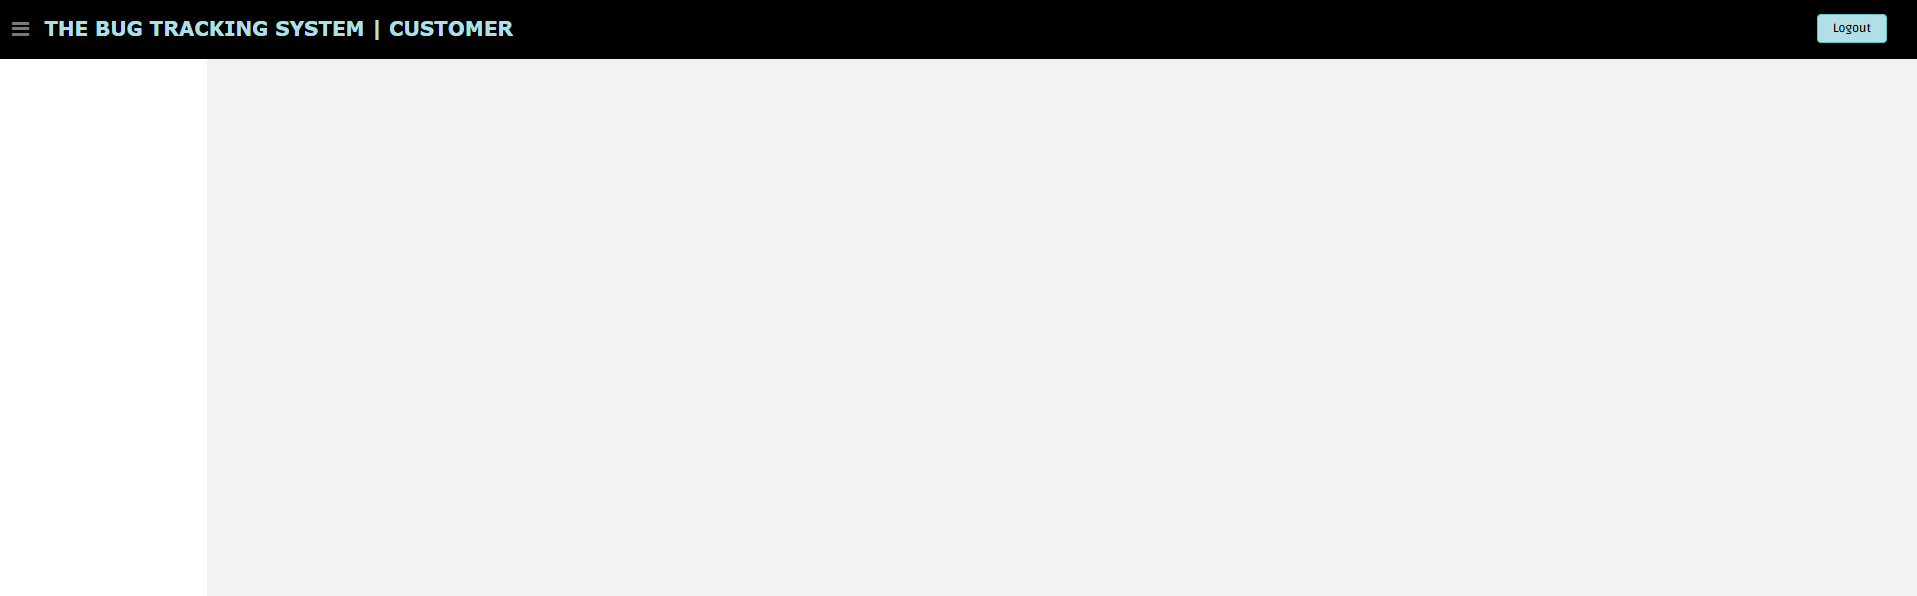 THE BUG TRACKING SYSTEM | CUSTOMER
Logout